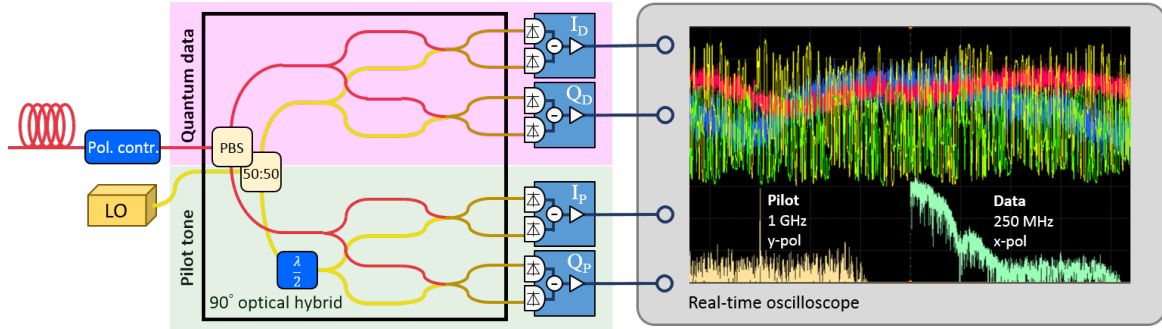 Quantum data
Pilot tone
Pol. contr.
LO
PBS
50:50
λ
2
90° optical hybrid
I_D
Q_D
I_P
Q_P
-
-
-
-
Pilot
1 GHz
y-pol
Data
250 MHz
x-pol
Real-time oscilloscope